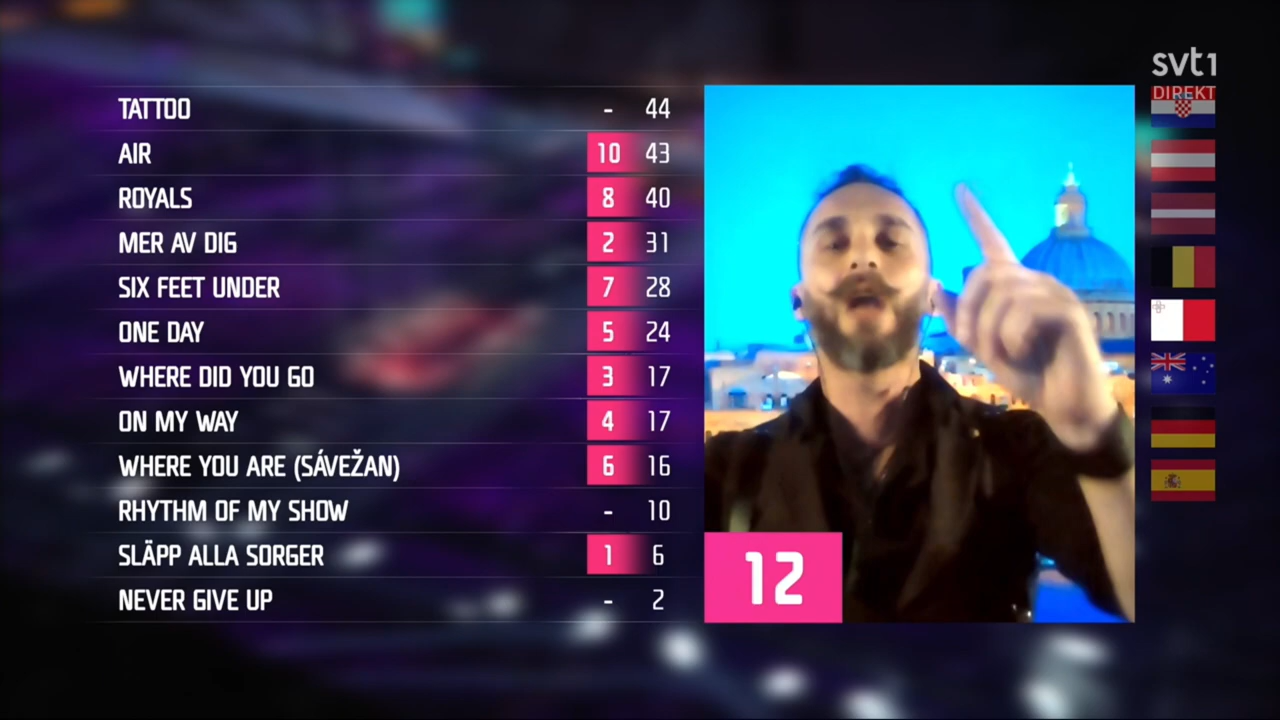 svt1
DIREKT
TATTOO - 44
AIR 10 43
ROYALS 8 40
MER AV DIG 2 31
SIX FEET UNDER 7 28
ONE DAY 5 24
WHERE DID YOU GO 3 17
ON MY WAY 4 17
WHERE YOU ARE (SÁVEŽAN) 6 16
RHYTHM OF MY SHOW - 10
SLÄPP ALLA SORGER 1 6
NEVER GIVE UP - 2
12